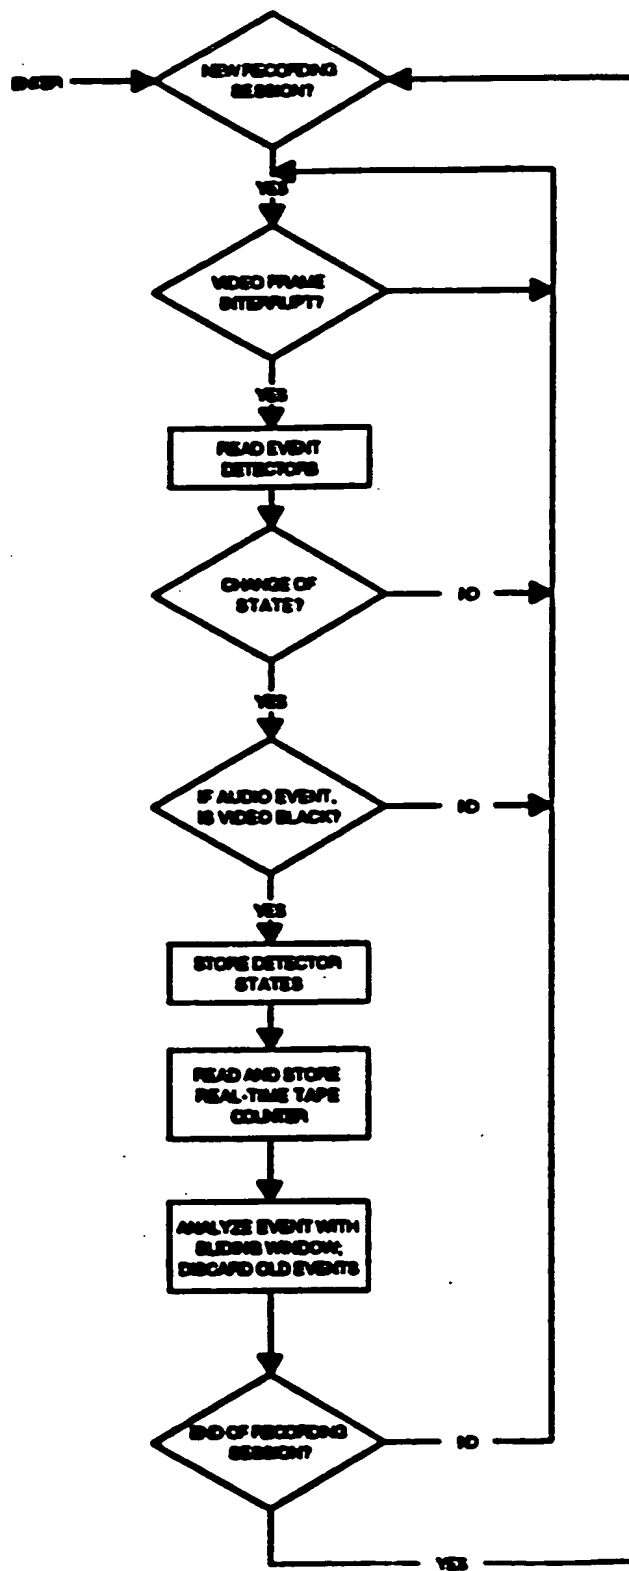 ENTER
NEW RECORDING
SESSION?
YES
VIDEO FRAME
INTERRUPT?
YES
READ EVENT
DETECTORS
CHANGE OF
STATE?
NO
YES
IF AUDIO EVENT,
IS VIDEO BLACK?
NO
YES
STORE DETECTOR
STATES
READ AND STORE
REAL-TIME TAPE
COUNTER
ANALYZE EVENT WITH
SLIDING WINDOW;
DISCARD OLD EVENTS
END OF RECORDING
SESSION?
NO
YES